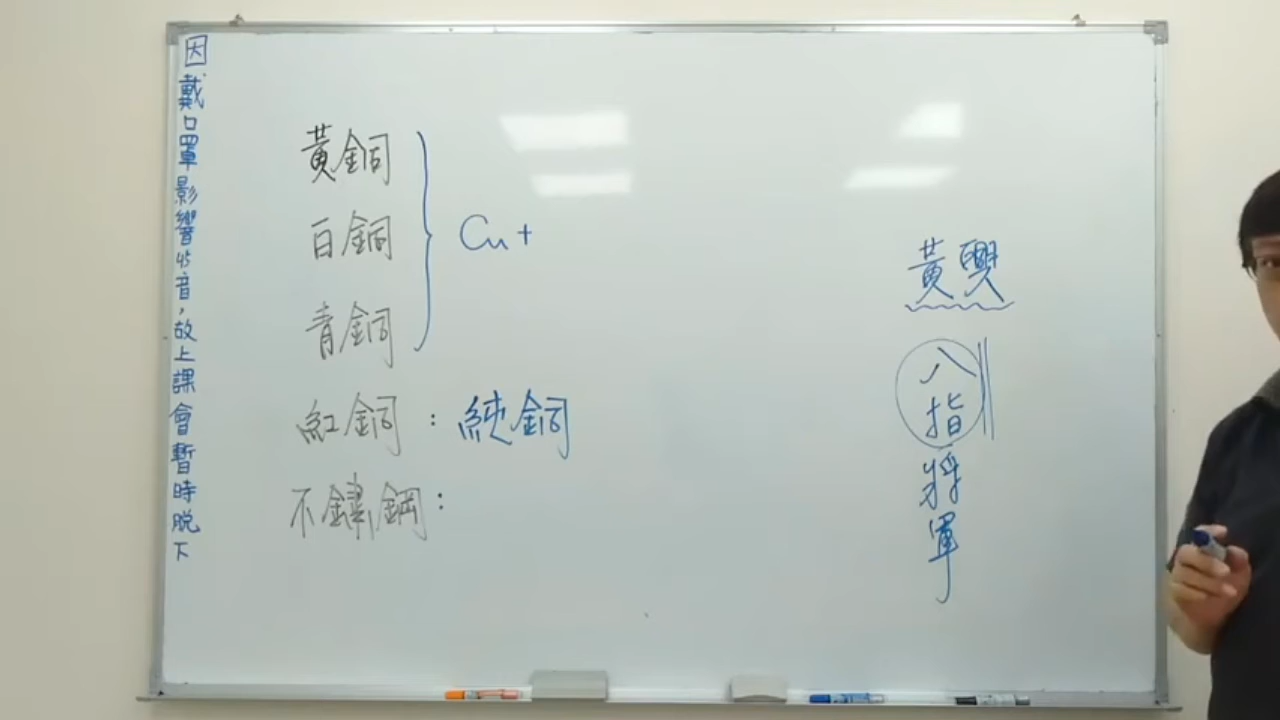 因戴口罩影響收音，故上課會暫時脫下
黃銅
白銅
青銅
Cu+
紅銅：純銅
不鏽鋼：
黃興
八指將軍